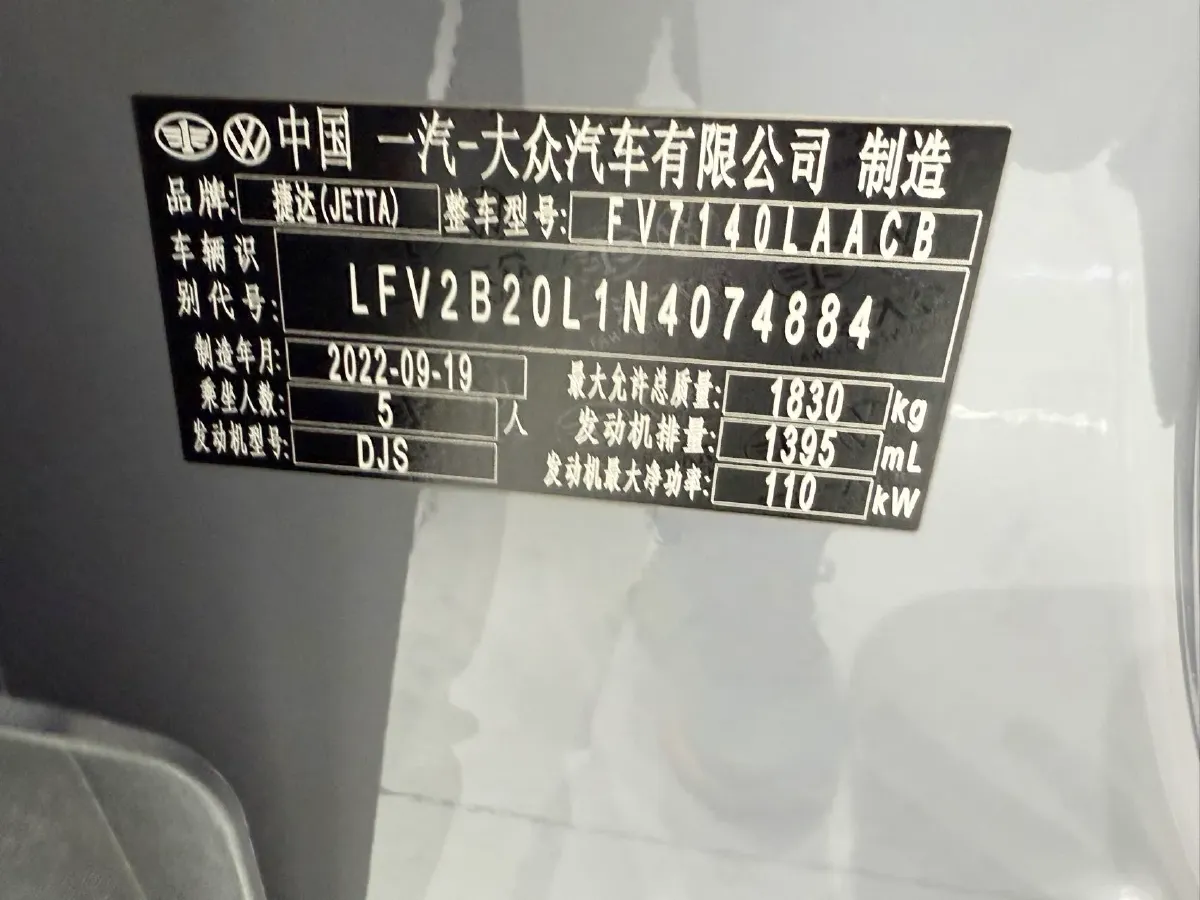 中国 一汽-大众汽车有限公司 制造
品牌: 捷达(JETTA) 整车型号: FV7140LAACB
车辆识别代号: LFV2B20L1N4074884
制造年月: 2022-09-19 最大允许总质量: 1830 kg
乘坐人数: 5 人 发动机排量: 1395 mL
发动机型号: DJS 发动机最大净功率: 110 kW